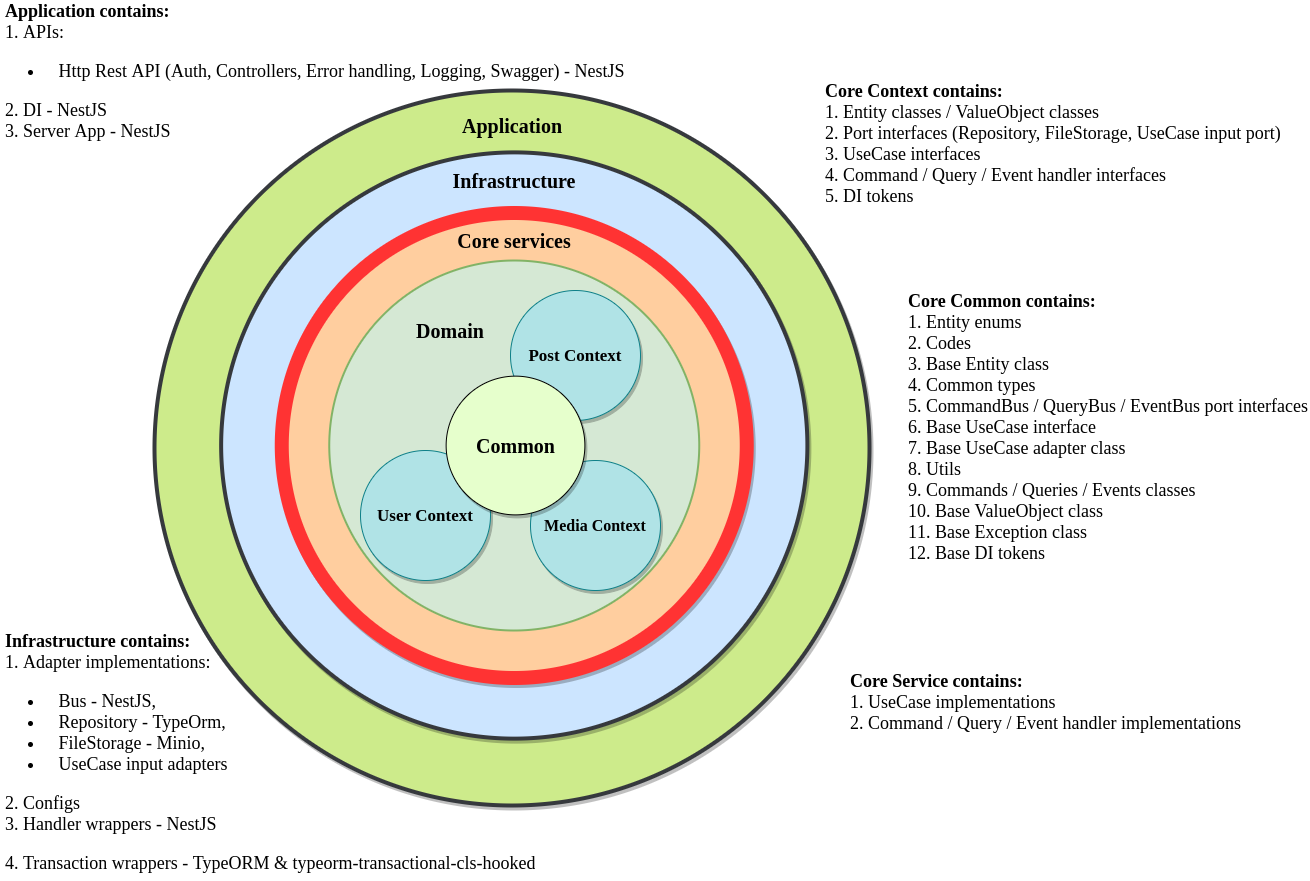 Application contains:
1. APIs:
• Http Rest API (Auth, Controllers, Error handling, Logging, Swagger) - NestJS
2. DI - NestJS
3. Server App - NestJS
Application
Infrastructure
Core services
Domain
Post Context
Common
User Context
Media Context
Core Context contains:
1. Entity classes / ValueObject classes
2. Port interfaces (Repository, FileStorage, UseCase input port)
3. UseCase interfaces
4. Command / Query / Event handler interfaces
5. DI tokens
Core Common contains:
1. Entity enums
2. Codes
3. Base Entity class
4. Common types
5. CommandBus / QueryBus / EventBus port interfaces
6. Base UseCase interface
7. Base UseCase adapter class
8. Utils
9. Commands / Queries / Events classes
10. Base ValueObject class
11. Base Exception class
12. Base DI tokens
Infrastructure contains:
1. Adapter implementations:
• Bus - NestJS,
• Repository - TypeOrm,
• FileStorage - Minio,
• UseCase input adapters
2. Configs
3. Handler wrappers - NestJS
4. Transaction wrappers - TypeORM & typeorm-transactional-cls-hooked
Core Service contains:
1. UseCase implementations
2. Command / Query / Event handler implementations